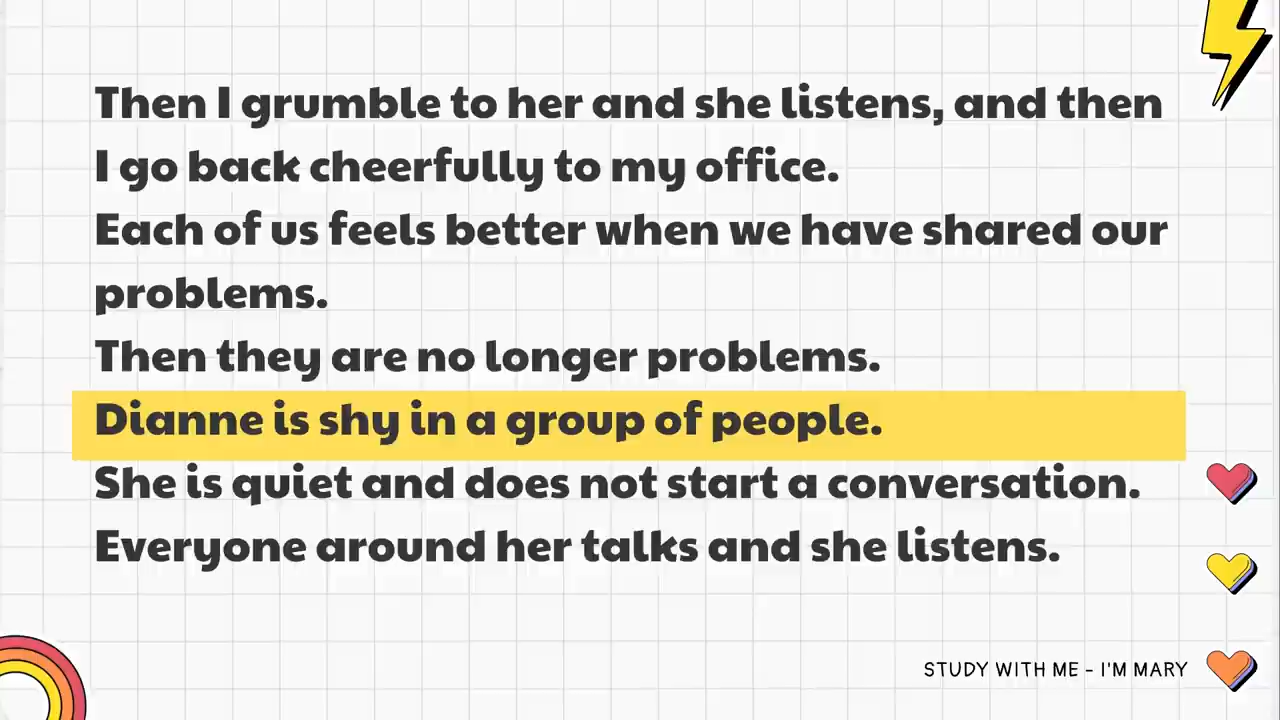 Then I grumble to her and she listens, and then
I go back cheerfully to my office.
Each of us feels better when we have shared our
problems.
Then they are no longer problems.
Dianne is shy in a group of people.
She is quiet and does not start a conversation.
Everyone around her talks and she listens.
STUDY WITH ME - I'M MARY